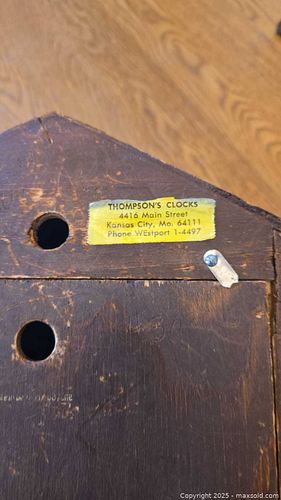 THOMPSON'S CLOCKS
4416 Main Street
Kansas City, Mo. 64111
Phone WEstport 1-4497
Copyright © 2025 - maxsold.com